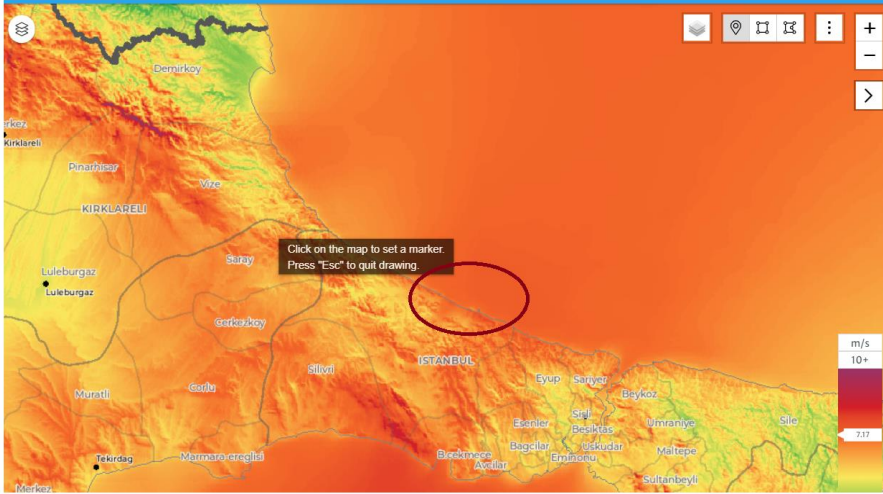 Demirkoy
Kirklareli
Pinarhisar
Vize
KIRKLARELI
Click on the map to set a marker.
Press "Esc" to quit drawing.
Saray
Luleburgaz
Luleburgaz
Cerkezkoy
m/s
10+
ISTANBUL
Silivri
Eyup
Sariyer
Corlu
Muratli
Beykoz
Sisli
Sile
Esenler
Besiktas
Umraniye
7.17
Bagcilar
Uskudar
Maltepe
Tekirdag
Marmara ereglisi
B.cekmece
Eminonu
Avcilar
Sultanbeyli
Merkez